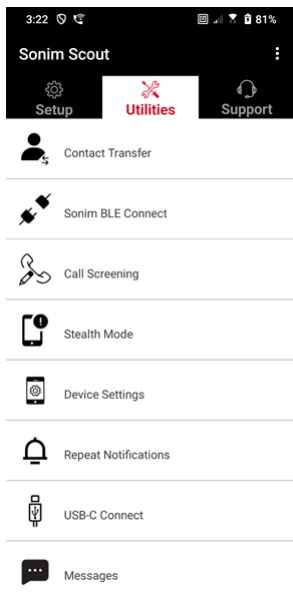 3:22 81%
Sonim Scout
Setup Utilities Support
Contact Transfer
Sonim BLE Connect
Call Screening
Stealth Mode
Device Settings
Repeat Notifications
USB-C Connect
Messages